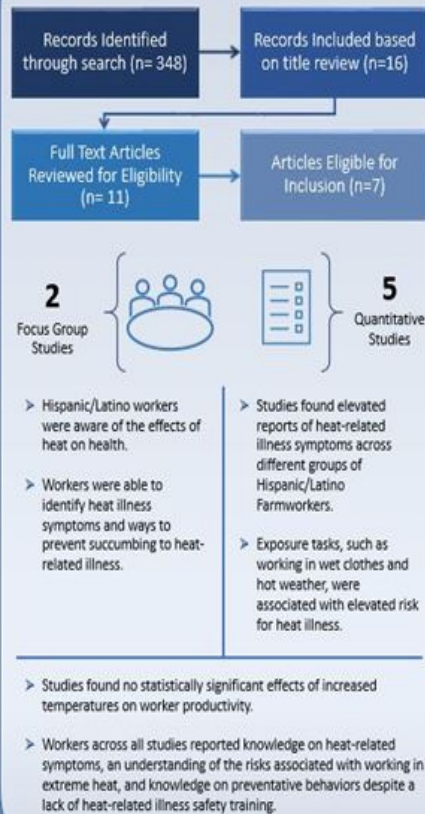 Records Identified
through search (n= 348)
Records Included based
on title review (n=16)
Full Text Articles
Reviewed for Eligibility
(n= 11)
Articles Eligible for
Inclusion (n=7)
2
Focus Group
Studies
5
Quantitative
Studies
➤ Hispanic/Latino workers
were aware of the effects of
heat on health.
➤ Workers were able to
identify heat illness
symptoms and ways to
prevent succumbing to heat-
related illness.
➤ Studies found elevated
reports of heat-related
illness symptoms across
different groups of
Hispanic/Latino
Farmworkers.
➤ Exposure tasks, such as
working in wet clothes and
hot weather, were
associated with elevated risk
for heat illness.
➤ Studies found no statistically significant effects of increased
temperatures on worker productivity.
➤ Workers across all studies reported knowledge on heat-related
symptoms, an understanding of the risks associated with working in
extreme heat, and knowledge on preventative behaviors despite a
lack of heat-related illness safety training.